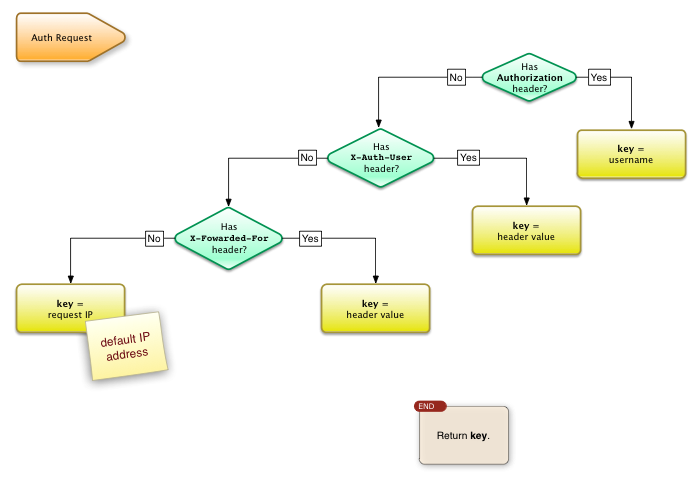 Auth Request
Has
Authorization
header?
No
Yes
key =
username
Has
X-Auth-User
header?
No
Yes
key =
header value
Has
X-Fowarded-For
header?
No
Yes
key =
request IP
default IP
address
key =
header value
END
Return key.